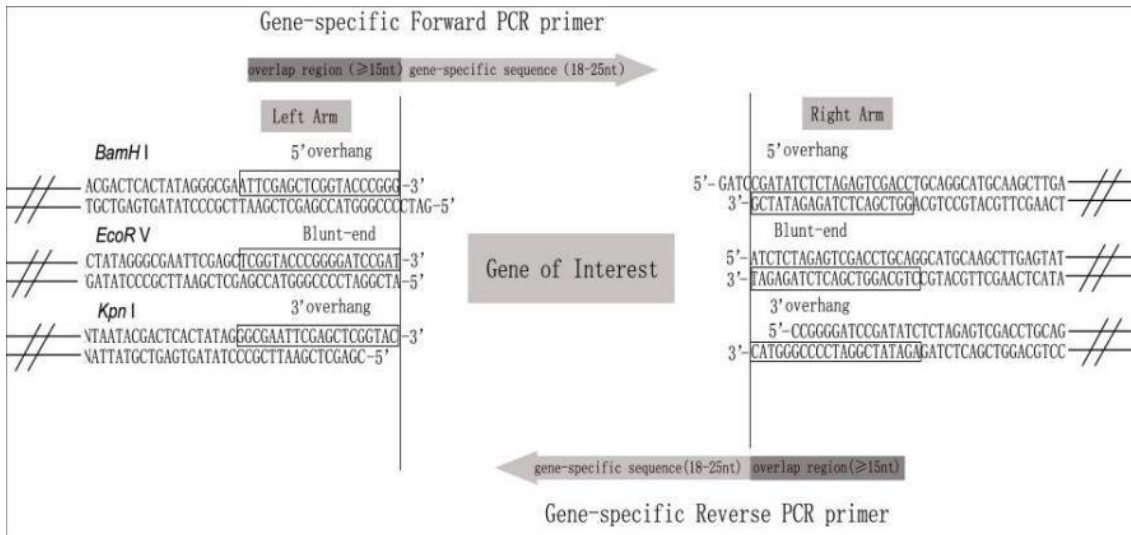 Gene-specific Forward PCR primer
overlap region (≥15nt) gene-specific sequence (18-25nt)
Left Arm
Right Arm
BamH I
5' overhang
5' overhang
ACGACTCACTATAGGGCGAATTCGAGCTCGGTACCCGGG-3'
TGCTGAGTGATATCCCGCTTAAGCTCGAGCCATGGGCCCCTAG-5'
5'-GATCCGATATCTCTAGAGTCGACCTGCAGGCATGCAAGCTTGA
3'-GCTATAGAGATCTCAGCTGGACGTCCGTACGTTCGAACT
EcoR V
Blunt-end
Blunt-end
CTATAGGGCGAATTCGAGCTCGGTACCCGGGGATCCGAT-3'
GATATCCCGCTTAAGCTCGAGCCATGGGCCCCTAGGCTA-5'
Gene of Interest
5'-ATCTCTAGAGTCGACCTGCAGGCATGCAAGCTTGAGTAT
3'-TAGAGATCTCAGCTGGACGTCCGTACGTTCGAACTCATA
Kpn I
3' overhang
3' overhang
NTAATACGACTCACTATAGGGCGAATTCGAGCTCGGTAC-3'
NATTATGCTGAGTGATATCCCGCTTAAGCTCGAGC-5'
5'-CCGGGGATCCGATATCTCTAGAGTCGACCTGCAG
3'-CATGGGCCCCTAGGCTATAGAGATCTCAGCTGGACGTCC
gene-specific sequence(18-25nt) overlap region(≥15nt)
Gene-specific Reverse PCR primer